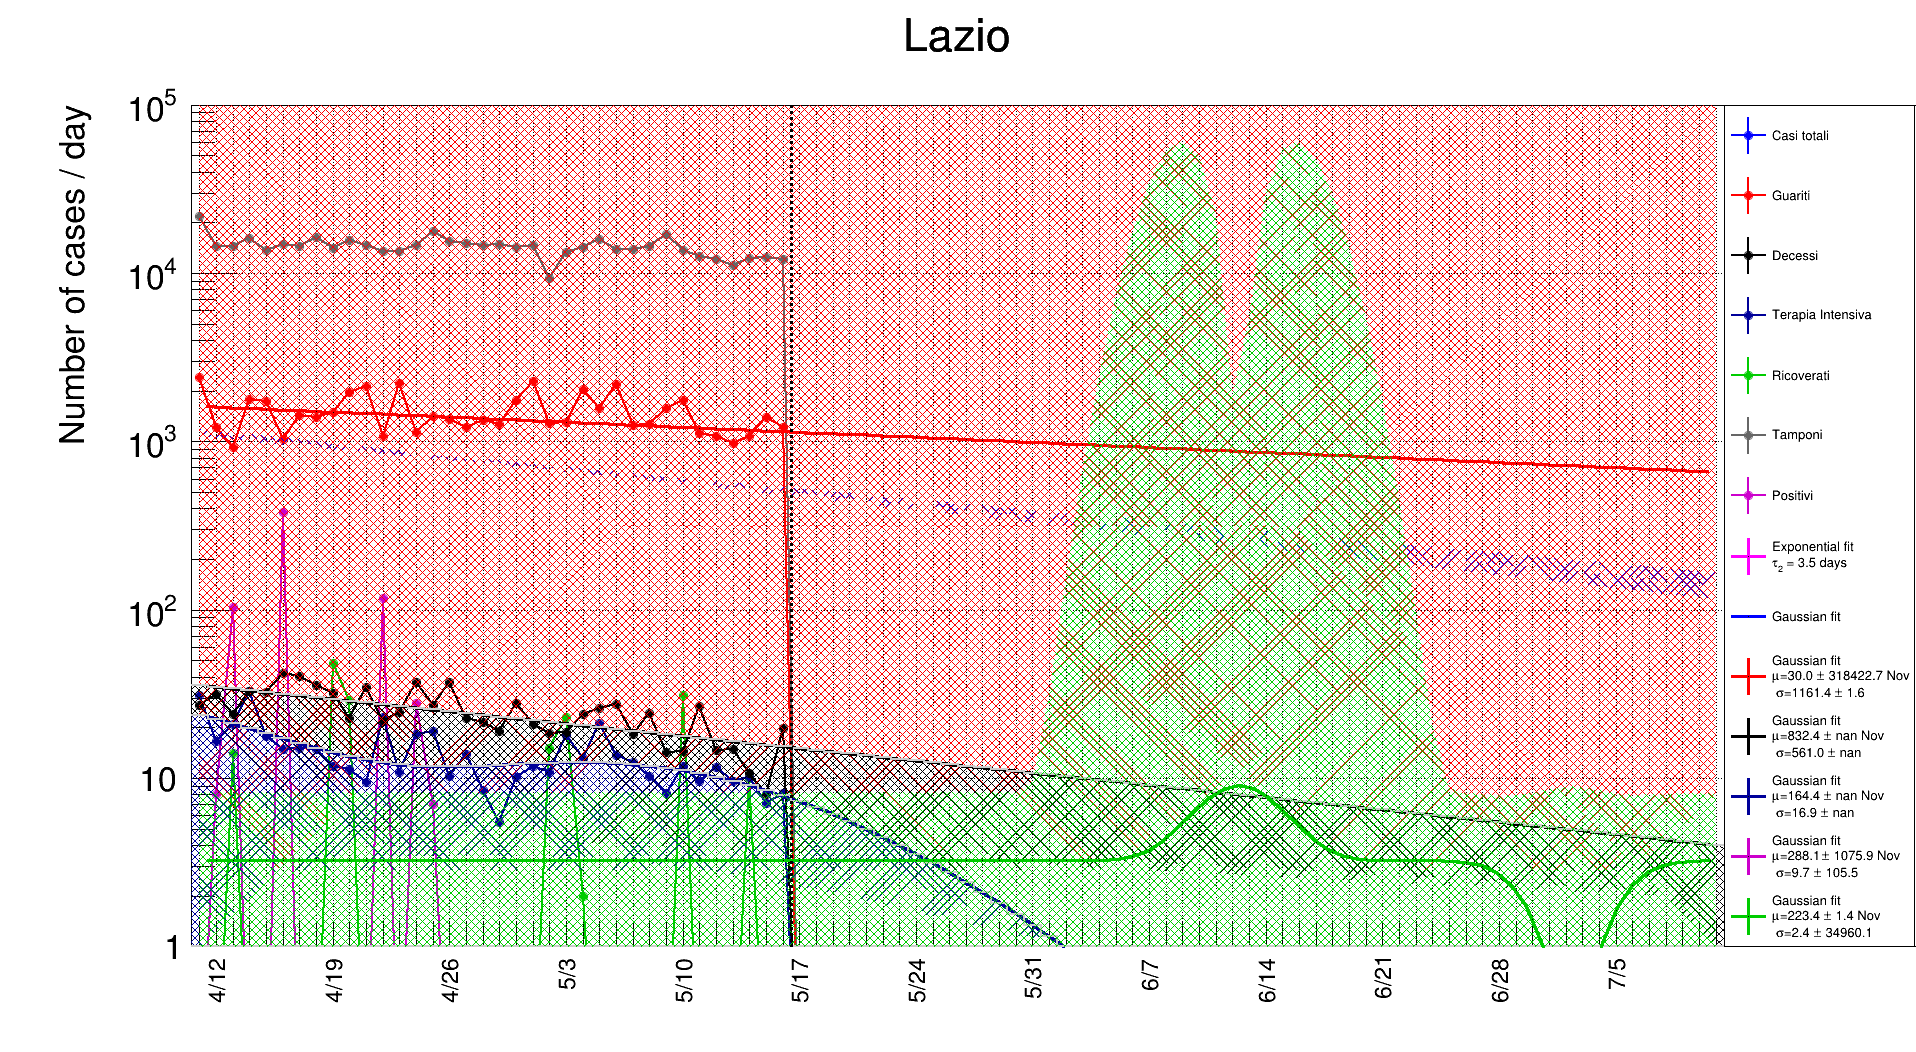 Lazio
Number of cases / day
10^5
10^4
10^3
10^2
10
1
4/12
4/19
4/26
5/3
5/10
5/17
5/24
5/31
6/7
6/14
6/21
6/28
7/5
Casi totali
Guariti
Decessi
Terapia Intensiva
Ricoverati
Tamponi
Positivi
Exponential fit
τ₂ = 3.5 days
Gaussian fit
Gaussian fit
μ=30.0 ± 318422.7 Nov
σ=1161.4 ± 1.6
Gaussian fit
μ=832.4 ± nan Nov
σ=561.0 ± nan
Gaussian fit
μ=164.4 ± nan Nov
σ=16.9 ± nan
Gaussian fit
μ=288.1 ± 1075.9 Nov
σ=9.7 ± 105.5
Gaussian fit
μ=223.4 ± 1.4 Nov
σ=2.4 ± 34960.1